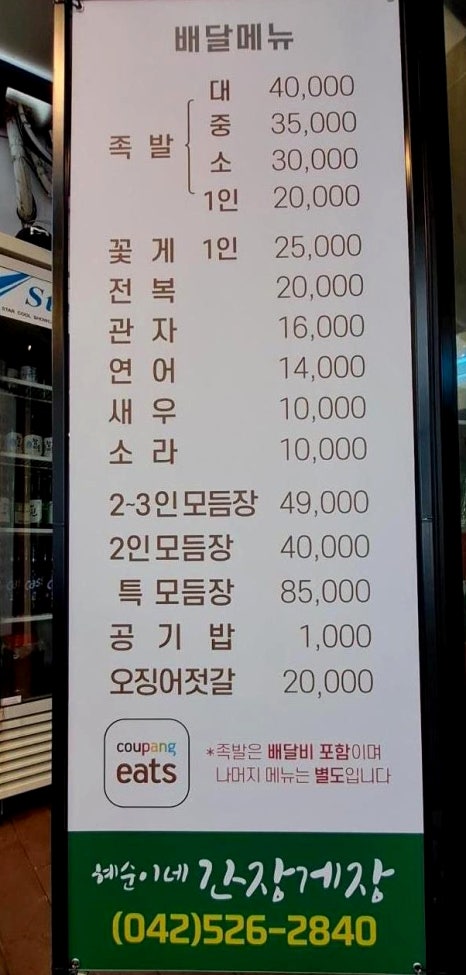 배달메뉴
족 발
대 40,000
중 35,000
소 30,000
1인 20,000
꽃 게 1인 25,000
전 복 20,000
관 자 16,000
연 어 14,000
새 우 10,000
소 라 10,000
2~3인모듬장 49,000
2인모듬장 40,000
특 모듬장 85,000
공 기 밥 1,000
오징어젓갈 20,000
coupang
eats
*족발은 배달비 포함이며
나머지 메뉴는 별도입니다
혜순이네 간장게장
(042)526-2840
St
STAR COOL